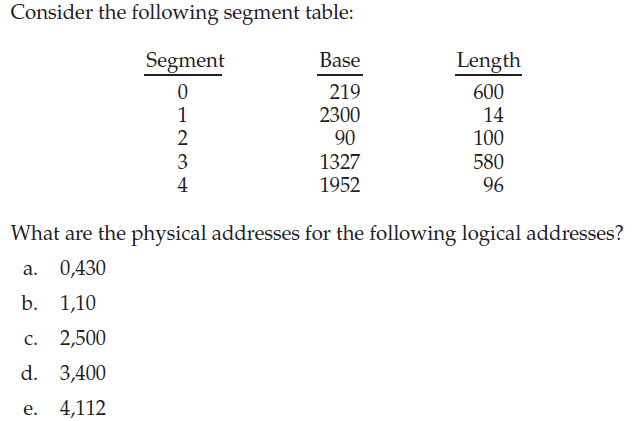 Consider the following segment table:
Segment Base Length
0 219 600
1 2300 14
2 90 100
3 1327 580
4 1952 96
What are the physical addresses for the following logical addresses?
a. 0,430
b. 1,10
c. 2,500
d. 3,400
e. 4,112